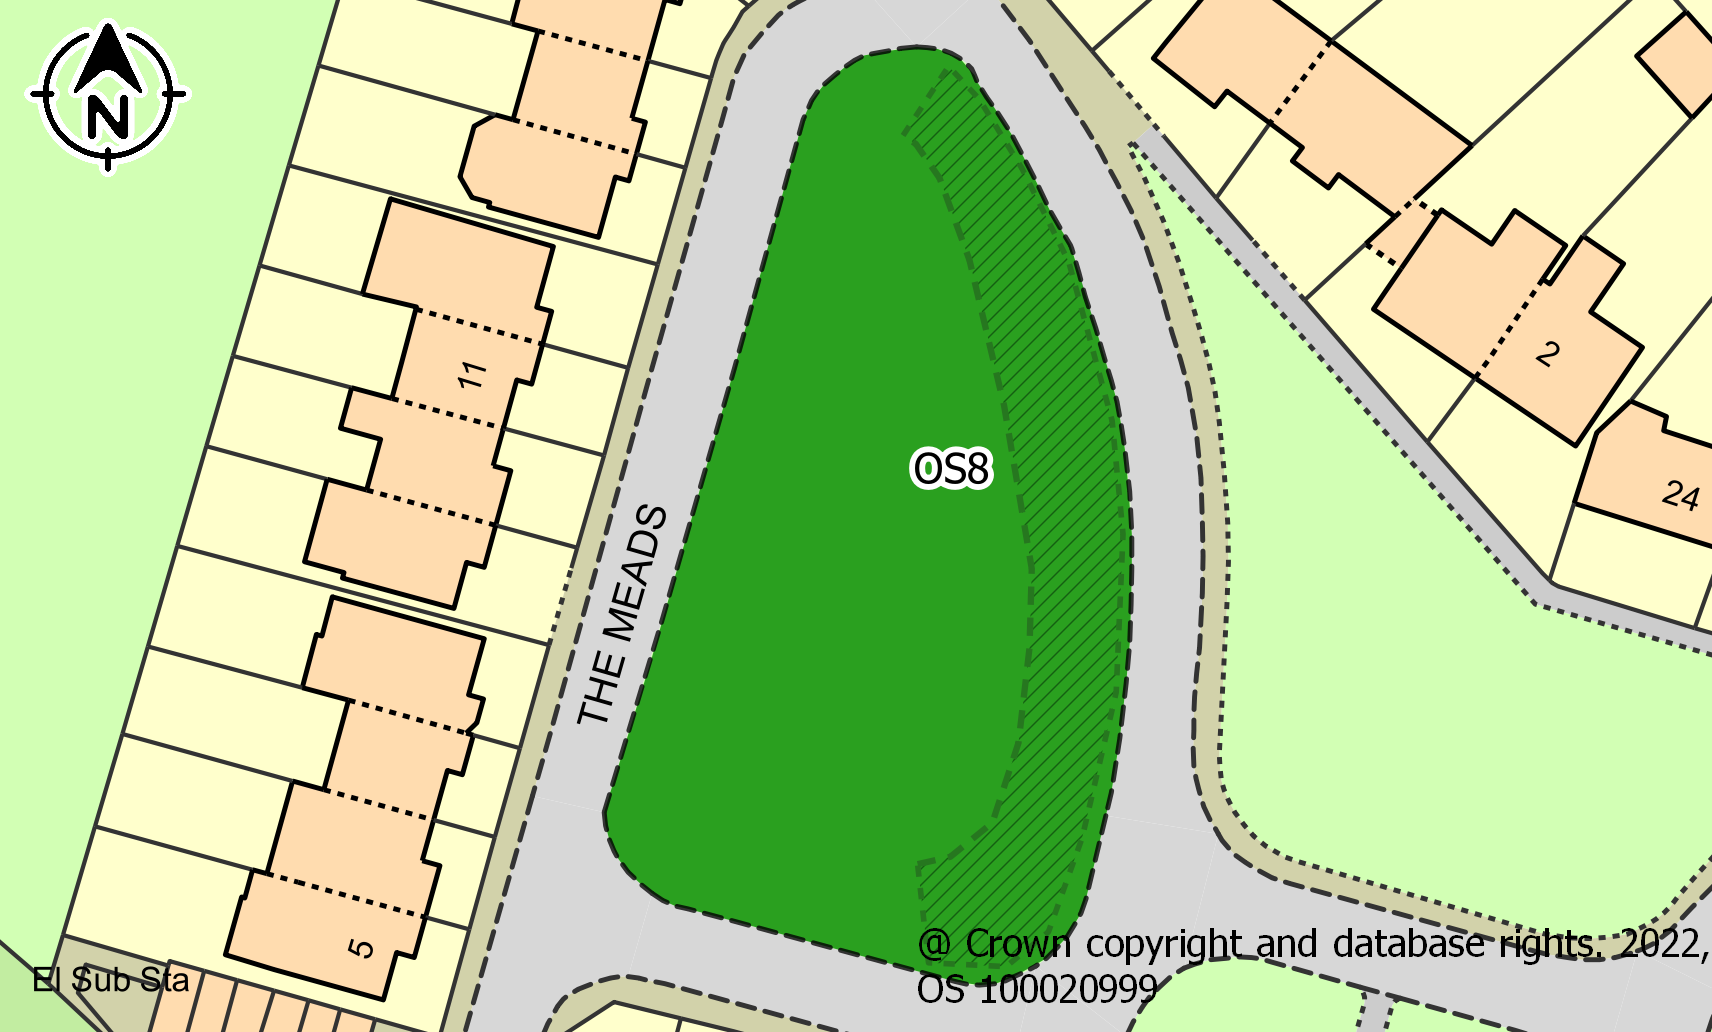 N
11
2
OS8
24
THE MEADS
5
El Sub Sta
@ Crown copyright and database rights. 2022,
OS 100020999